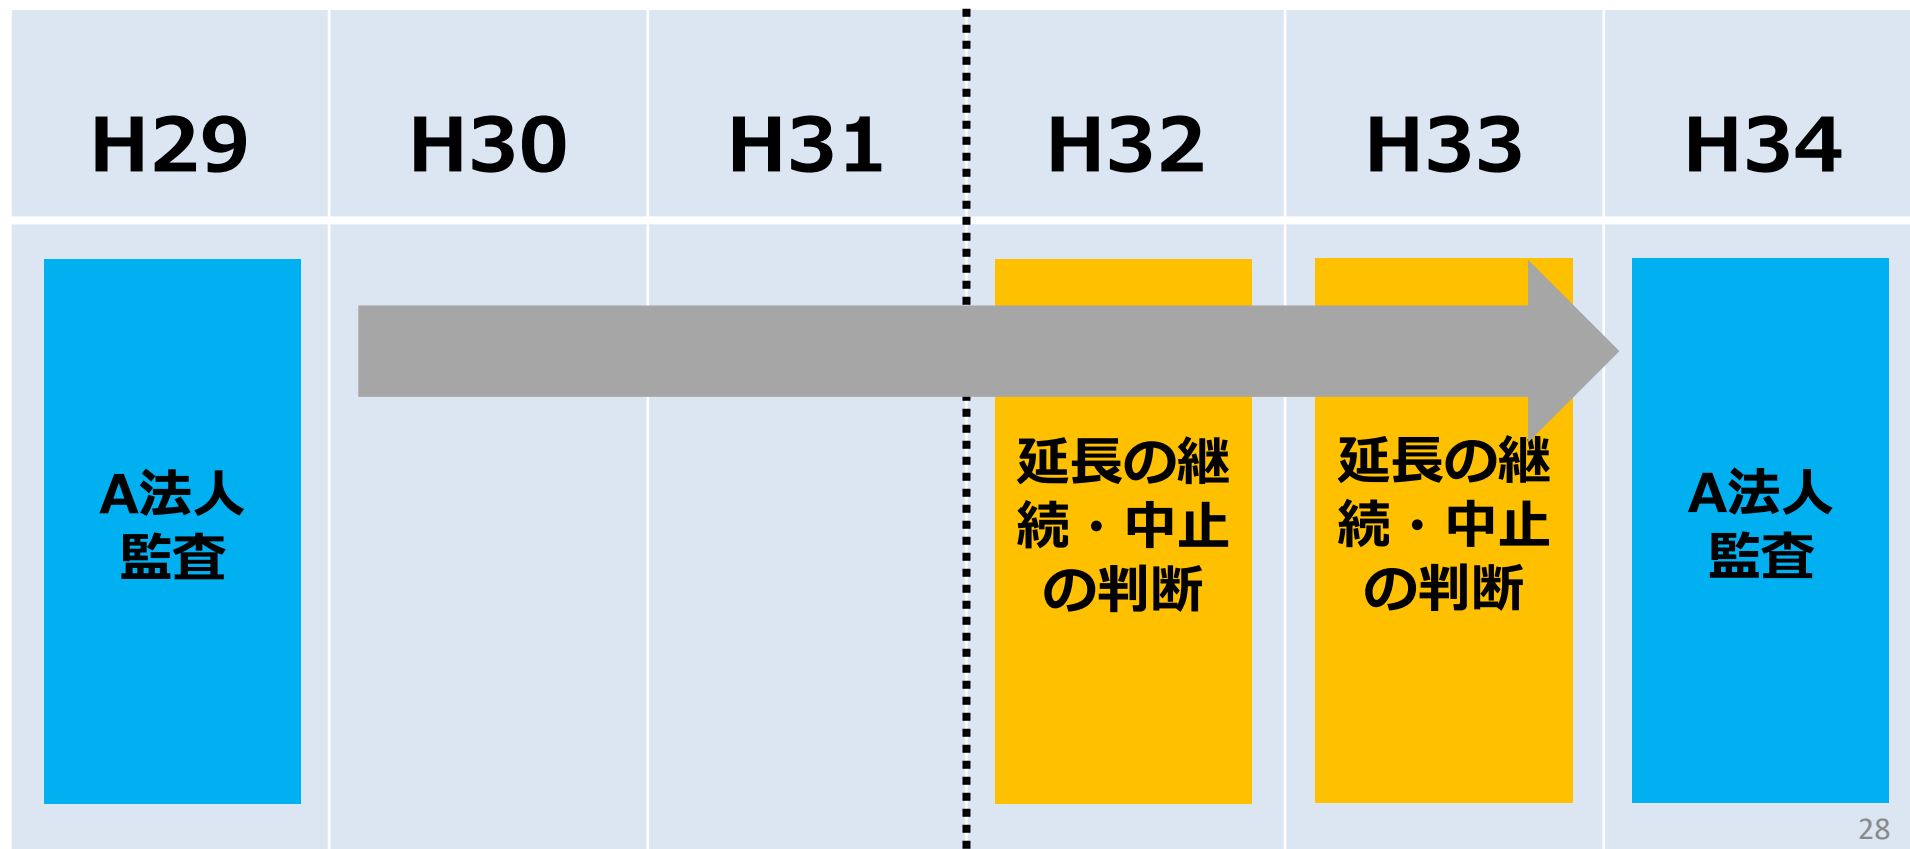 H29
H30
H31
H32
H33
H34
A法人
監査
延長の継
続・中止
の判断
延長の継
続・中止
の判断
A法人
監査
28